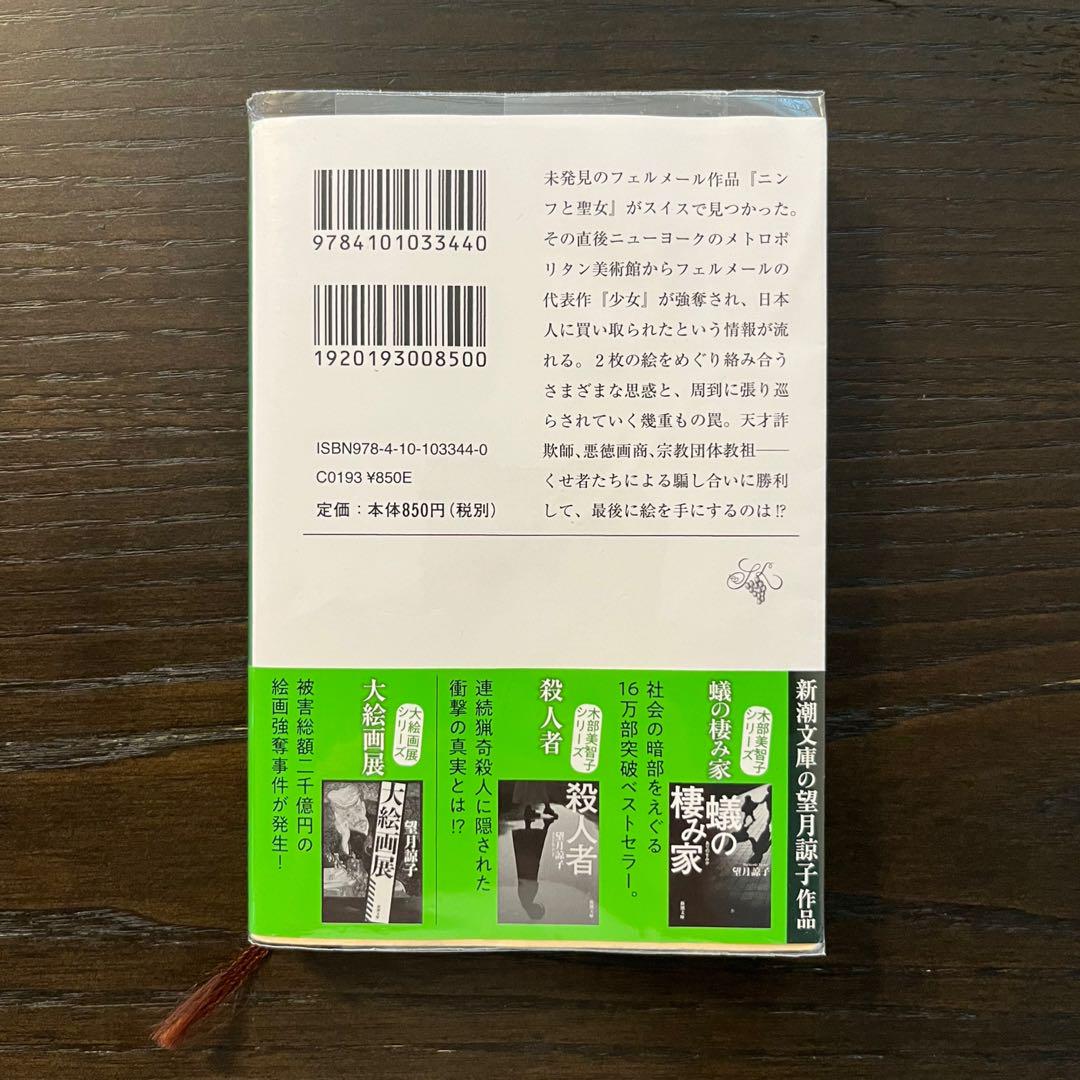 9784101033440
1920193008500
ISBN978-4-10-103344-0
C0193 ¥850E
定価：本体850円（税別）
未発見のフェルメール作品『ニン
フと聖女』がスイスで見つかった。
その直後ニューヨークのメトロポ
リタン美術館からフェルメールの
代表作『少女』が強奪され、日本
人に買い取られたという情報が流
れる。２枚の絵をめぐり絡み合う
さまざまな思惑と、周到に張り巡
らされていく幾重もの罠。天才詐
欺師、悪徳画商、宗教団体教祖──
くせ者たちによる騙し合いに勝利
して、最後に絵を手にするのは!?
新潮文庫の望月諒子作品
木部美智子
シリーズ
蟻の棲み家
社会の暗部をえぐる
16万部突破ベストセラー。
蟻の
棲み家
望月諒子
新潮文庫
木部美智子
シリーズ
殺人者
連続猟奇殺人に隠された
衝撃の真実とは!?
殺人者
望月諒子
新潮文庫
大絵画展
シリーズ
大絵画展
被害総額二千億円の
絵画強奪事件が発生！
大絵画展
望月諒子
新潮文庫